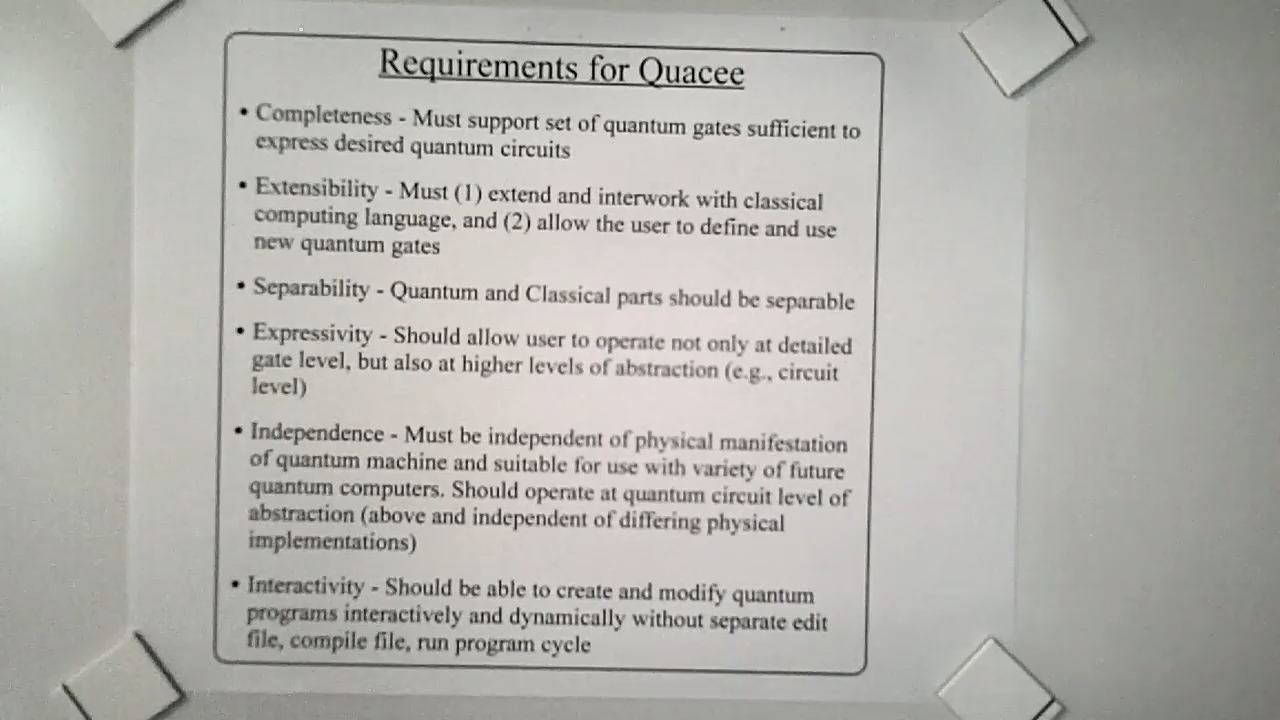 Requirements for Quacee
• Completeness - Must support set of quantum gates sufficient to
express desired quantum circuits
• Extensibility - Must (1) extend and interwork with classical
computing language, and (2) allow the user to define and use
new quantum gates
• Separability - Quantum and Classical parts should be separable
• Expressivity - Should allow user to operate not only at detailed
gate level, but also at higher levels of abstraction (e.g., circuit
level)
• Independence - Must be independent of physical manifestation
of quantum machine and suitable for use with variety of future
quantum computers. Should operate at quantum circuit level of
abstraction (above and independent of differing physical
implementations)
• Interactivity - Should be able to create and modify quantum
programs interactively and dynamically without separate edit
file, compile file, run program cycle